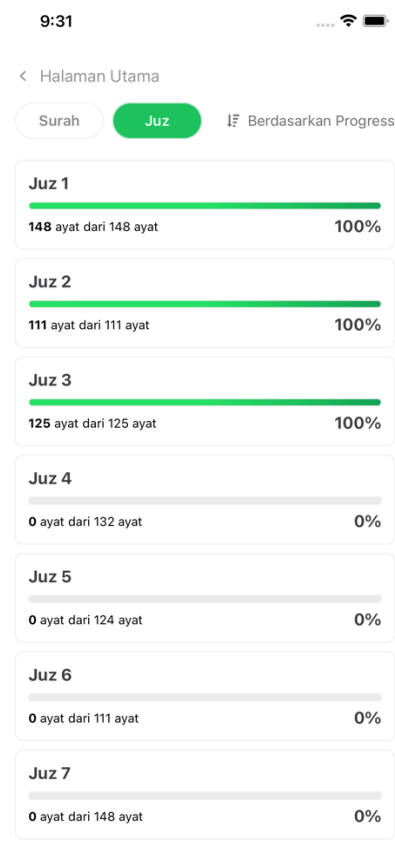 9:31
Halaman Utama
Surah Juz Berdasarkan Progress
Juz 1
148 ayat dari 148 ayat 100%
Juz 2
111 ayat dari 111 ayat 100%
Juz 3
125 ayat dari 125 ayat 100%
Juz 4
0 ayat dari 132 ayat 0%
Juz 5
0 ayat dari 124 ayat 0%
Juz 6
0 ayat dari 111 ayat 0%
Juz 7
0 ayat dari 148 ayat 0%